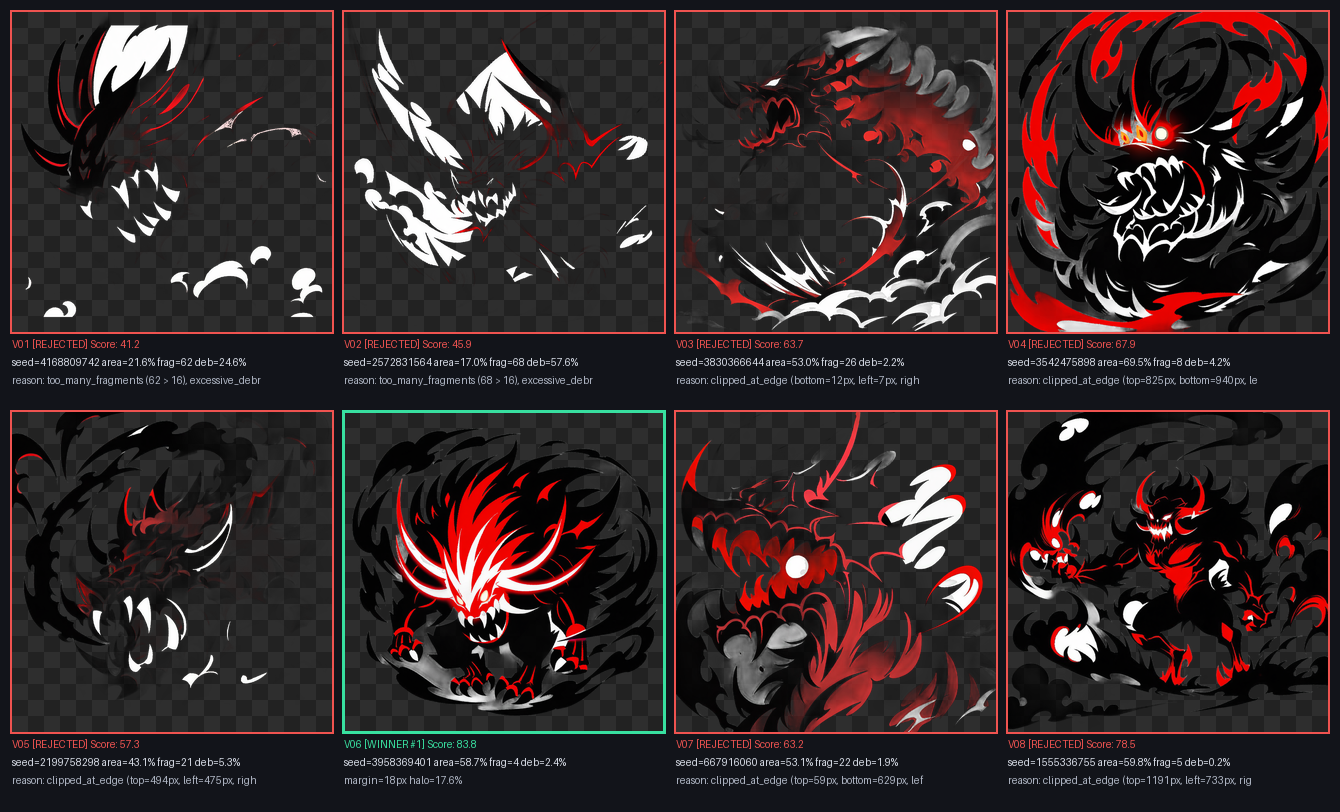 V01 [REJECTED] Score: 41.2
seed=4168809742 area=21.6% frag=62 deb=24.6%
reason: too_many_fragments (62 > 16), excessive_debr
V02 [REJECTED] Score: 45.9
seed=2572831564 area=17.0% frag=68 deb=57.6%
reason: too_many_fragments (68 > 16), excessive_debr
V03 [REJECTED] Score: 63.7
seed=3830366644 area=53.0% frag=26 deb=2.2%
reason: clipped_at_edge (bottom=12px, left=7px, righ
V04 [REJECTED] Score: 67.9
seed=3542475898 area=69.5% frag=8 deb=4.2%
reason: clipped_at_edge (top=825px, bottom=940px, le
V05 [REJECTED] Score: 57.3
seed=2199758298 area=43.1% frag=21 deb=5.3%
reason: clipped_at_edge (top=494px, left=475px, righ
V06 [WINNER #1] Score: 83.8
seed=3958369401 area=58.7% frag=4 deb=2.4%
margin=18px halo=17.6%
V07 [REJECTED] Score: 63.2
seed=667916060 area=53.1% frag=22 deb=1.9%
reason: clipped_at_edge (top=59px, bottom=629px, lef
V08 [REJECTED] Score: 78.5
seed=1555336755 area=59.8% frag=5 deb=0.2%
reason: clipped_at_edge (top=1191px, left=733px, rig